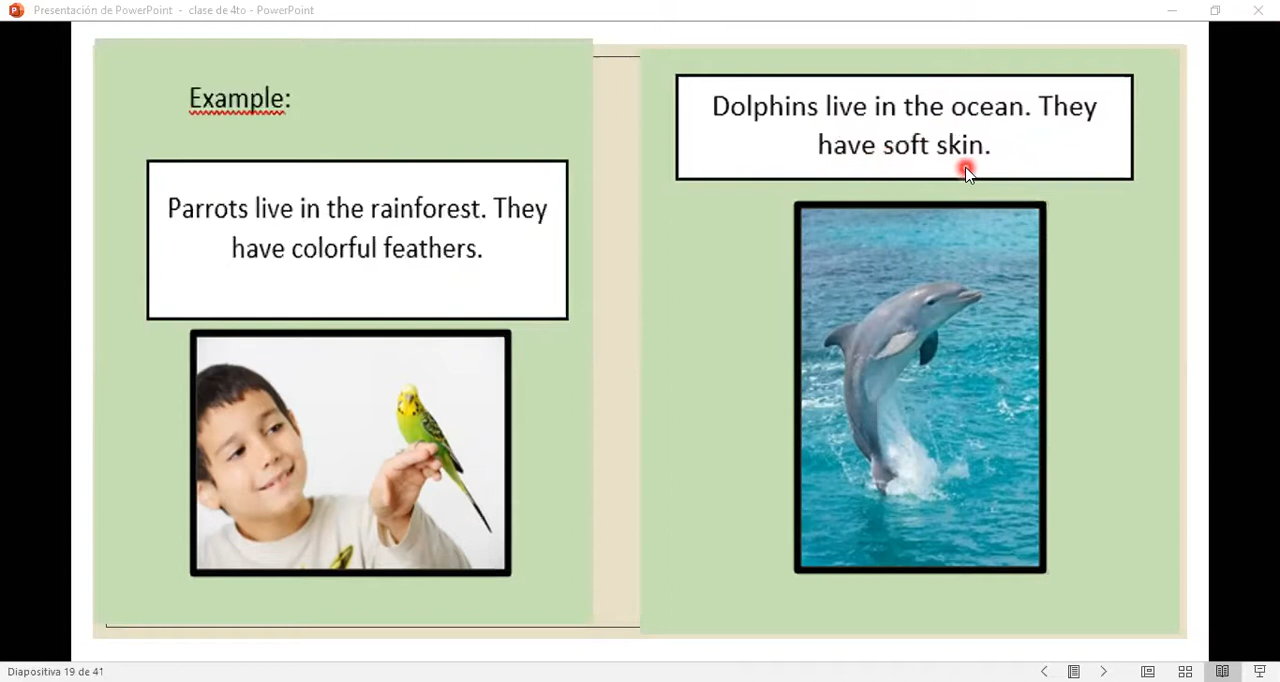 Presentación de PowerPoint - clase de 4to - PowerPoint
Example:
Parrots live in the rainforest. They
have colorful feathers.
Dolphins live in the ocean. They
have soft skin.
Diapositiva 19 de 41